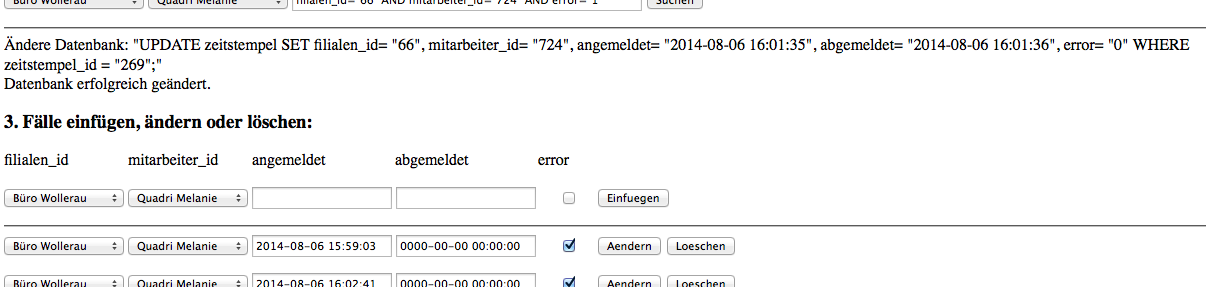 Büro Wollerau Quadri Melanie filialen_id="66" AND mitarbeiter_id="724" AND error="1" Suchen
Ändere Datenbank: "UPDATE zeitstempel SET filialen_id= "66", mitarbeiter_id= "724", angemeldet= "2014-08-06 16:01:35", abgemeldet= "2014-08-06 16:01:36", error= "0" WHERE
zeitstempel_id = "269";"
Datenbank erfolgreich geändert.
3. Fälle einfügen, ändern oder löschen:
filialen_id mitarbeiter_id angemeldet abgemeldet error
Büro Wollerau Quadri Melanie Einfuegen
Büro Wollerau Quadri Melanie 2014-08-06 15:59:03 0000-00-00 00:00:00 Aendern Loeschen
Büro Wollerau Quadri Melanie 2014-08-06 16:02:41 0000-00-00 00:00:00 Aendern Loeschen